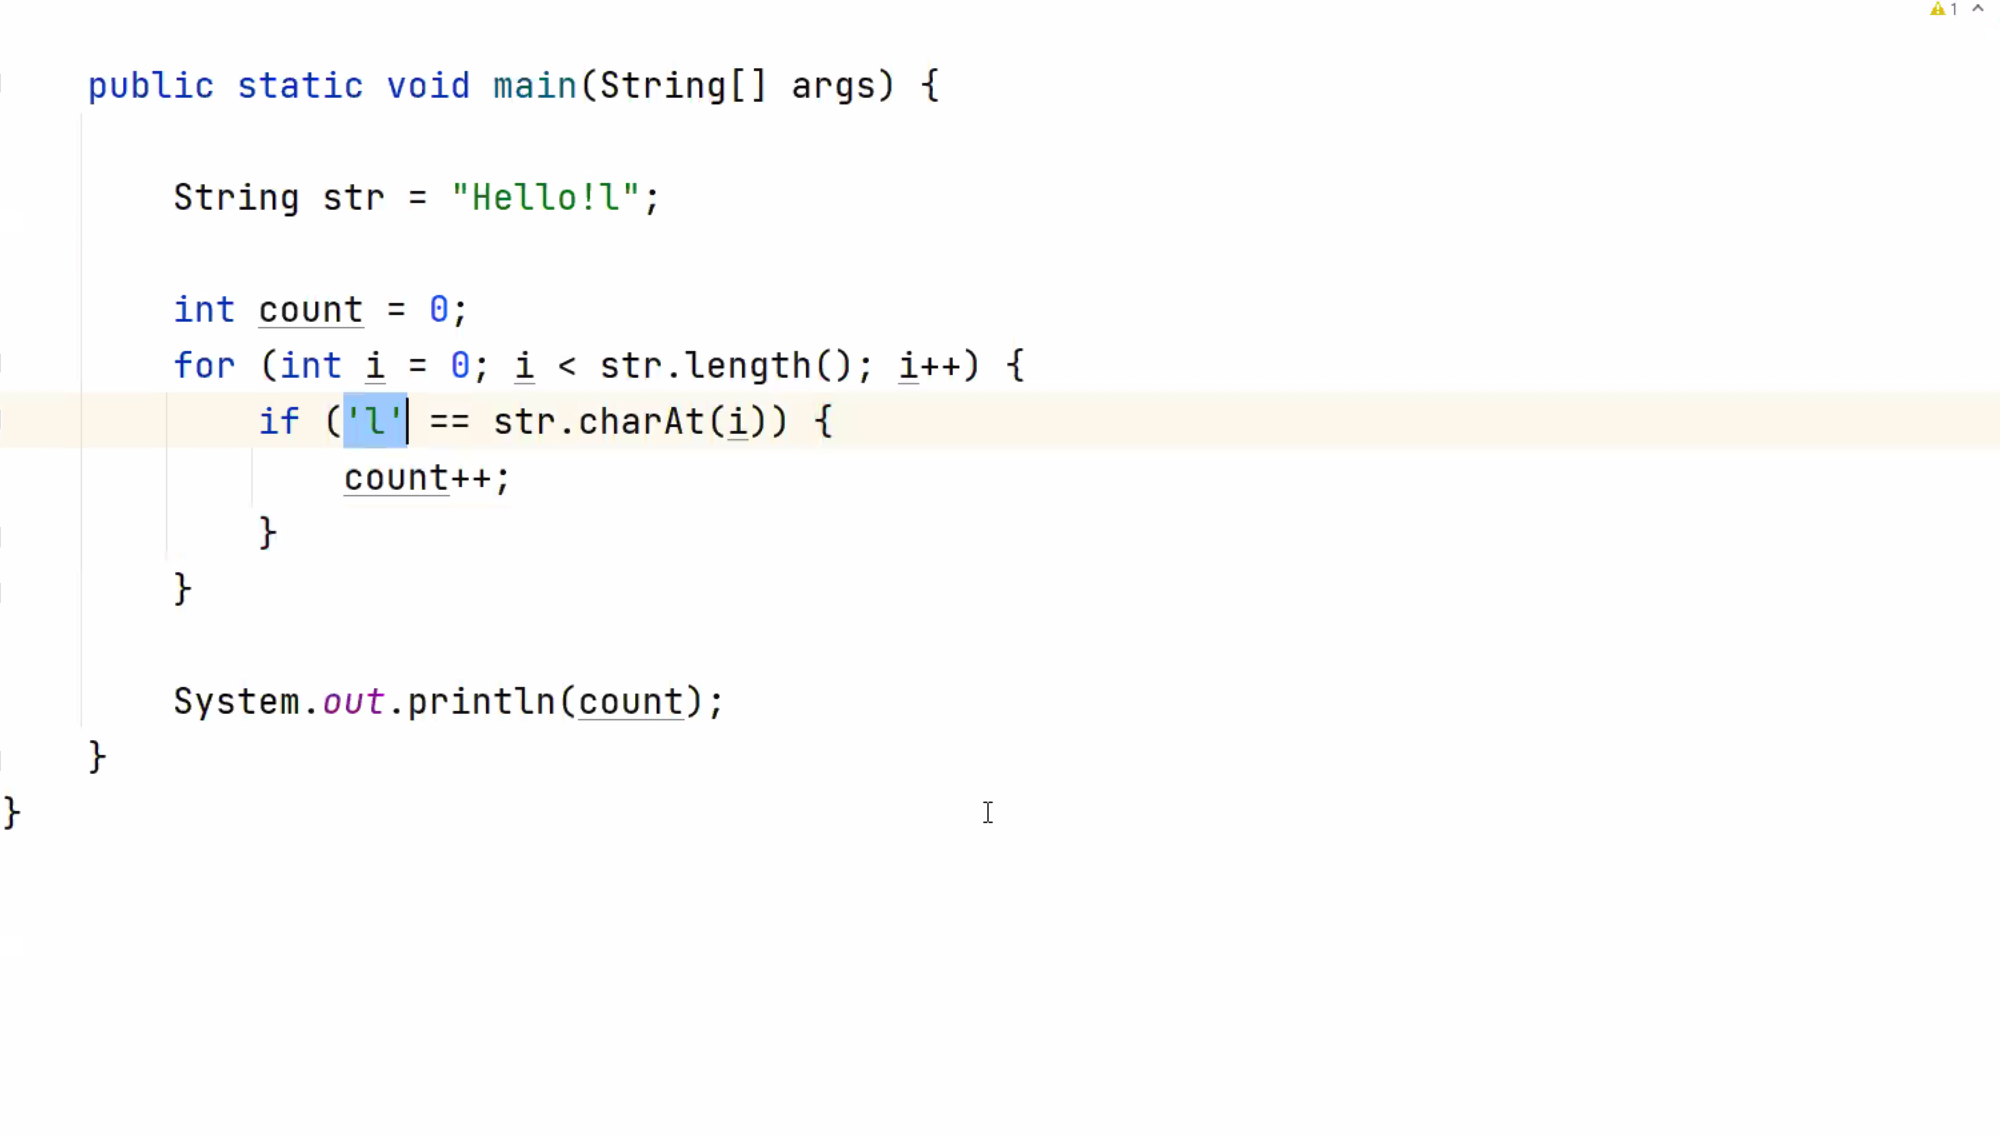 1
public static void main(String[] args) {
String str = "Hello!l";
int count = 0;
for (int i = 0; i < str.length(); i++) {
if ('l' == str.charAt(i)) {
count++;
}
}
System.out.println(count);
}
}